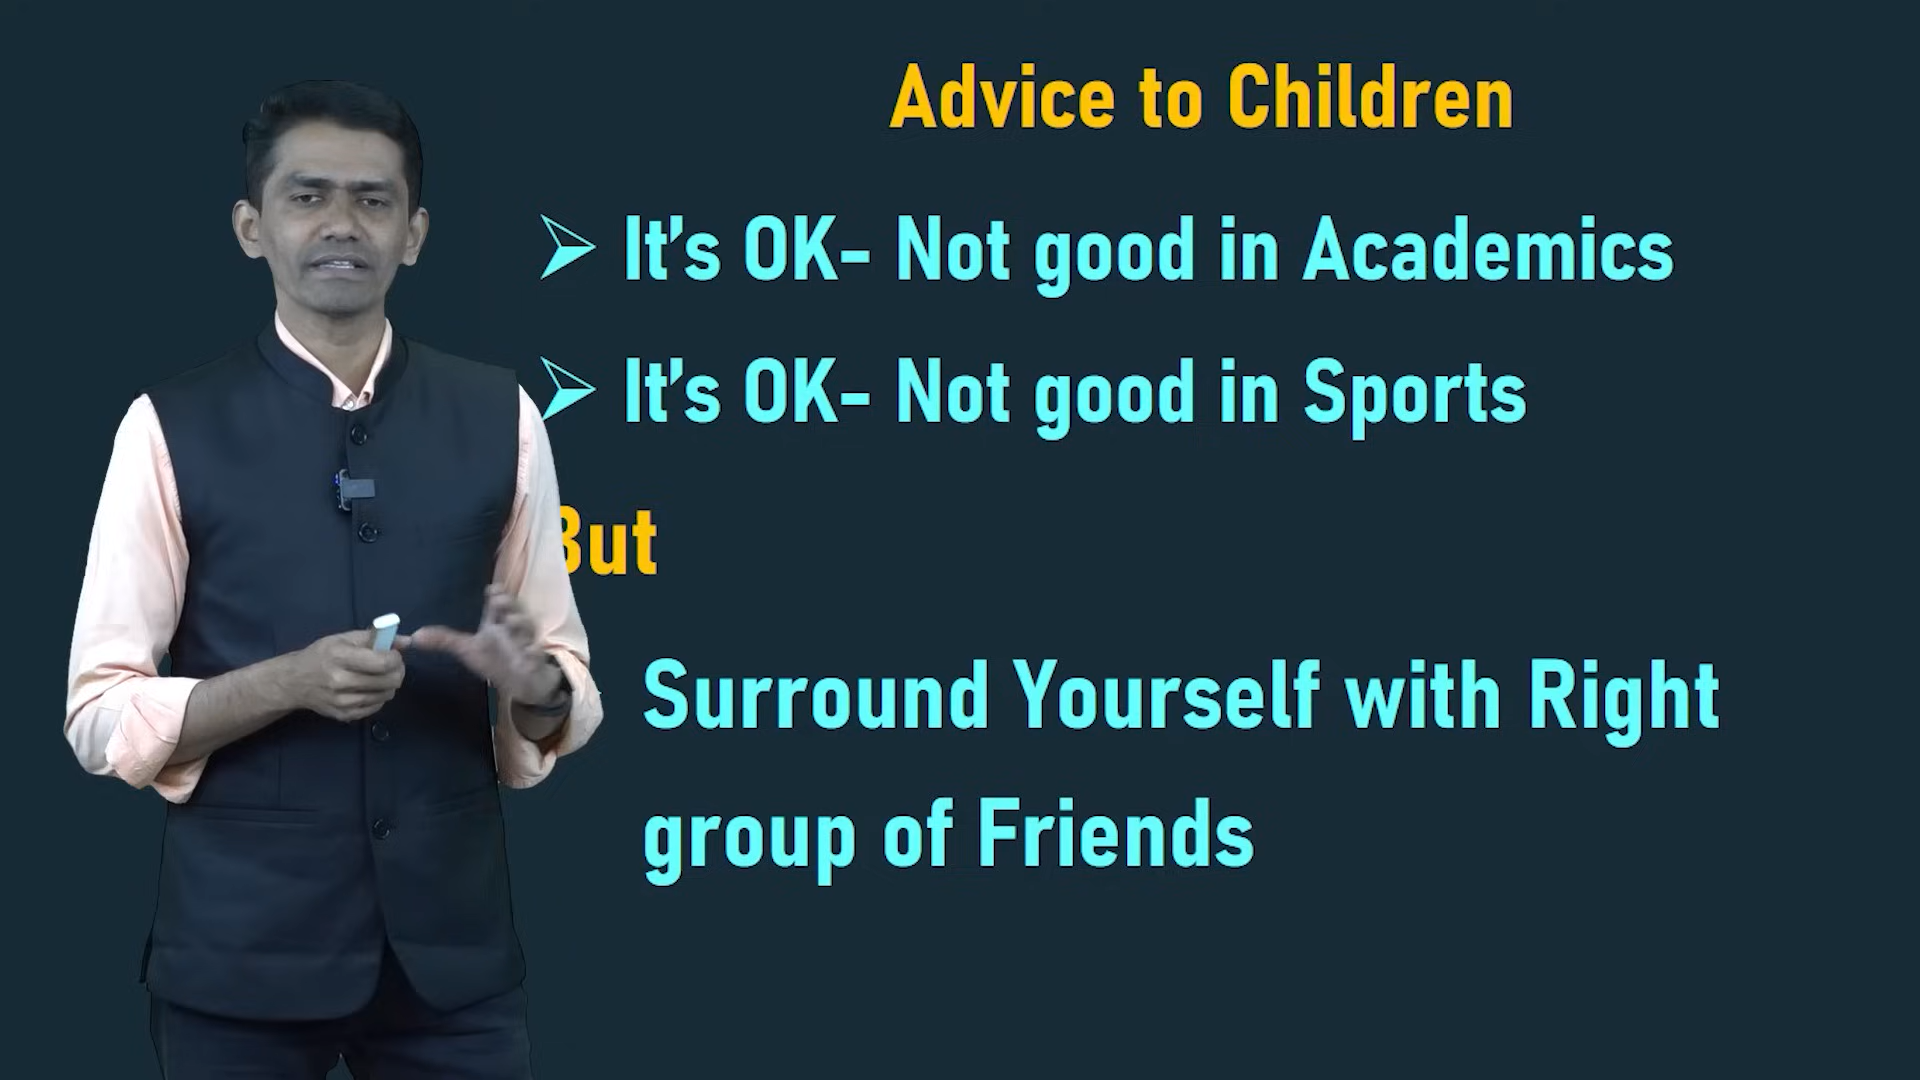 Advice to Children
It's OK- Not good in Academics
It's OK- Not good in Sports
But
Surround Yourself with Right
group of Friends